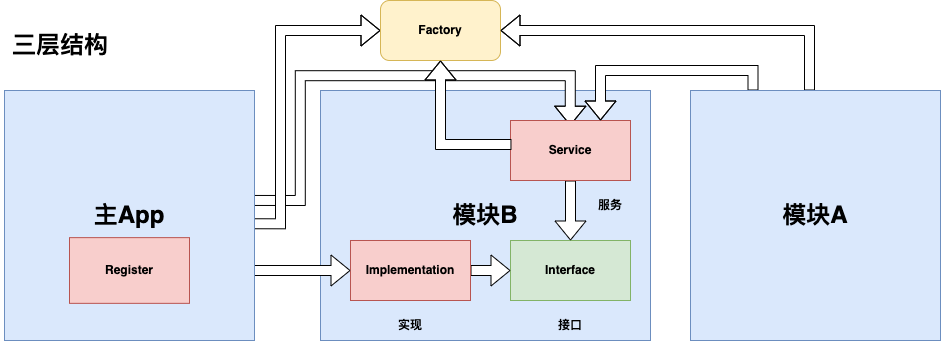 三层结构
Factory
主App
Register
模块B
Service
服务
Implementation
Interface
实现
接口
模块A